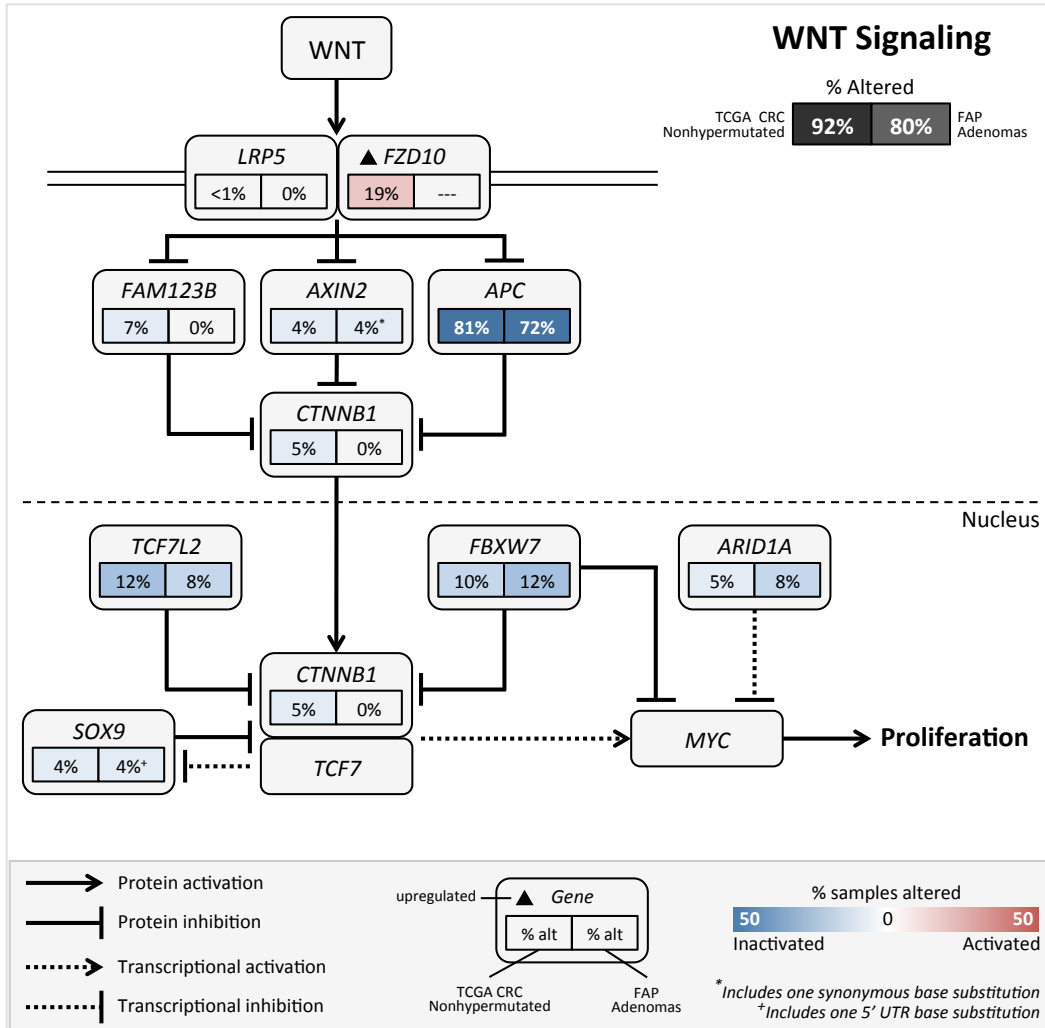 WNT Signaling
WNT
% Altered
TCGA CRC
Nonhypermutated
92%
80%
FAP
Adenomas
LRP5
<1%
0%
▲ FZD10
19%
---
FAM123B
7%
0%
AXIN2
4%
4%*
APC
81%
72%
CTNNB1
5%
0%
Nucleus
TCF7L2
12%
8%
FBXW7
10%
12%
ARID1A
5%
8%
CTNNB1
5%
0%
SOX9
4%
4%+
TCF7
MYC
Proliferation
Protein activation
Protein inhibition
Transcriptional activation
Transcriptional inhibition
upregulated
▲ Gene
% alt
% alt
TCGA CRC
Nonhypermutated
FAP
Adenomas
% samples altered
50
0
50
Inactivated
Activated
*Includes one synonymous base substitution
+Includes one 5′ UTR base substitution